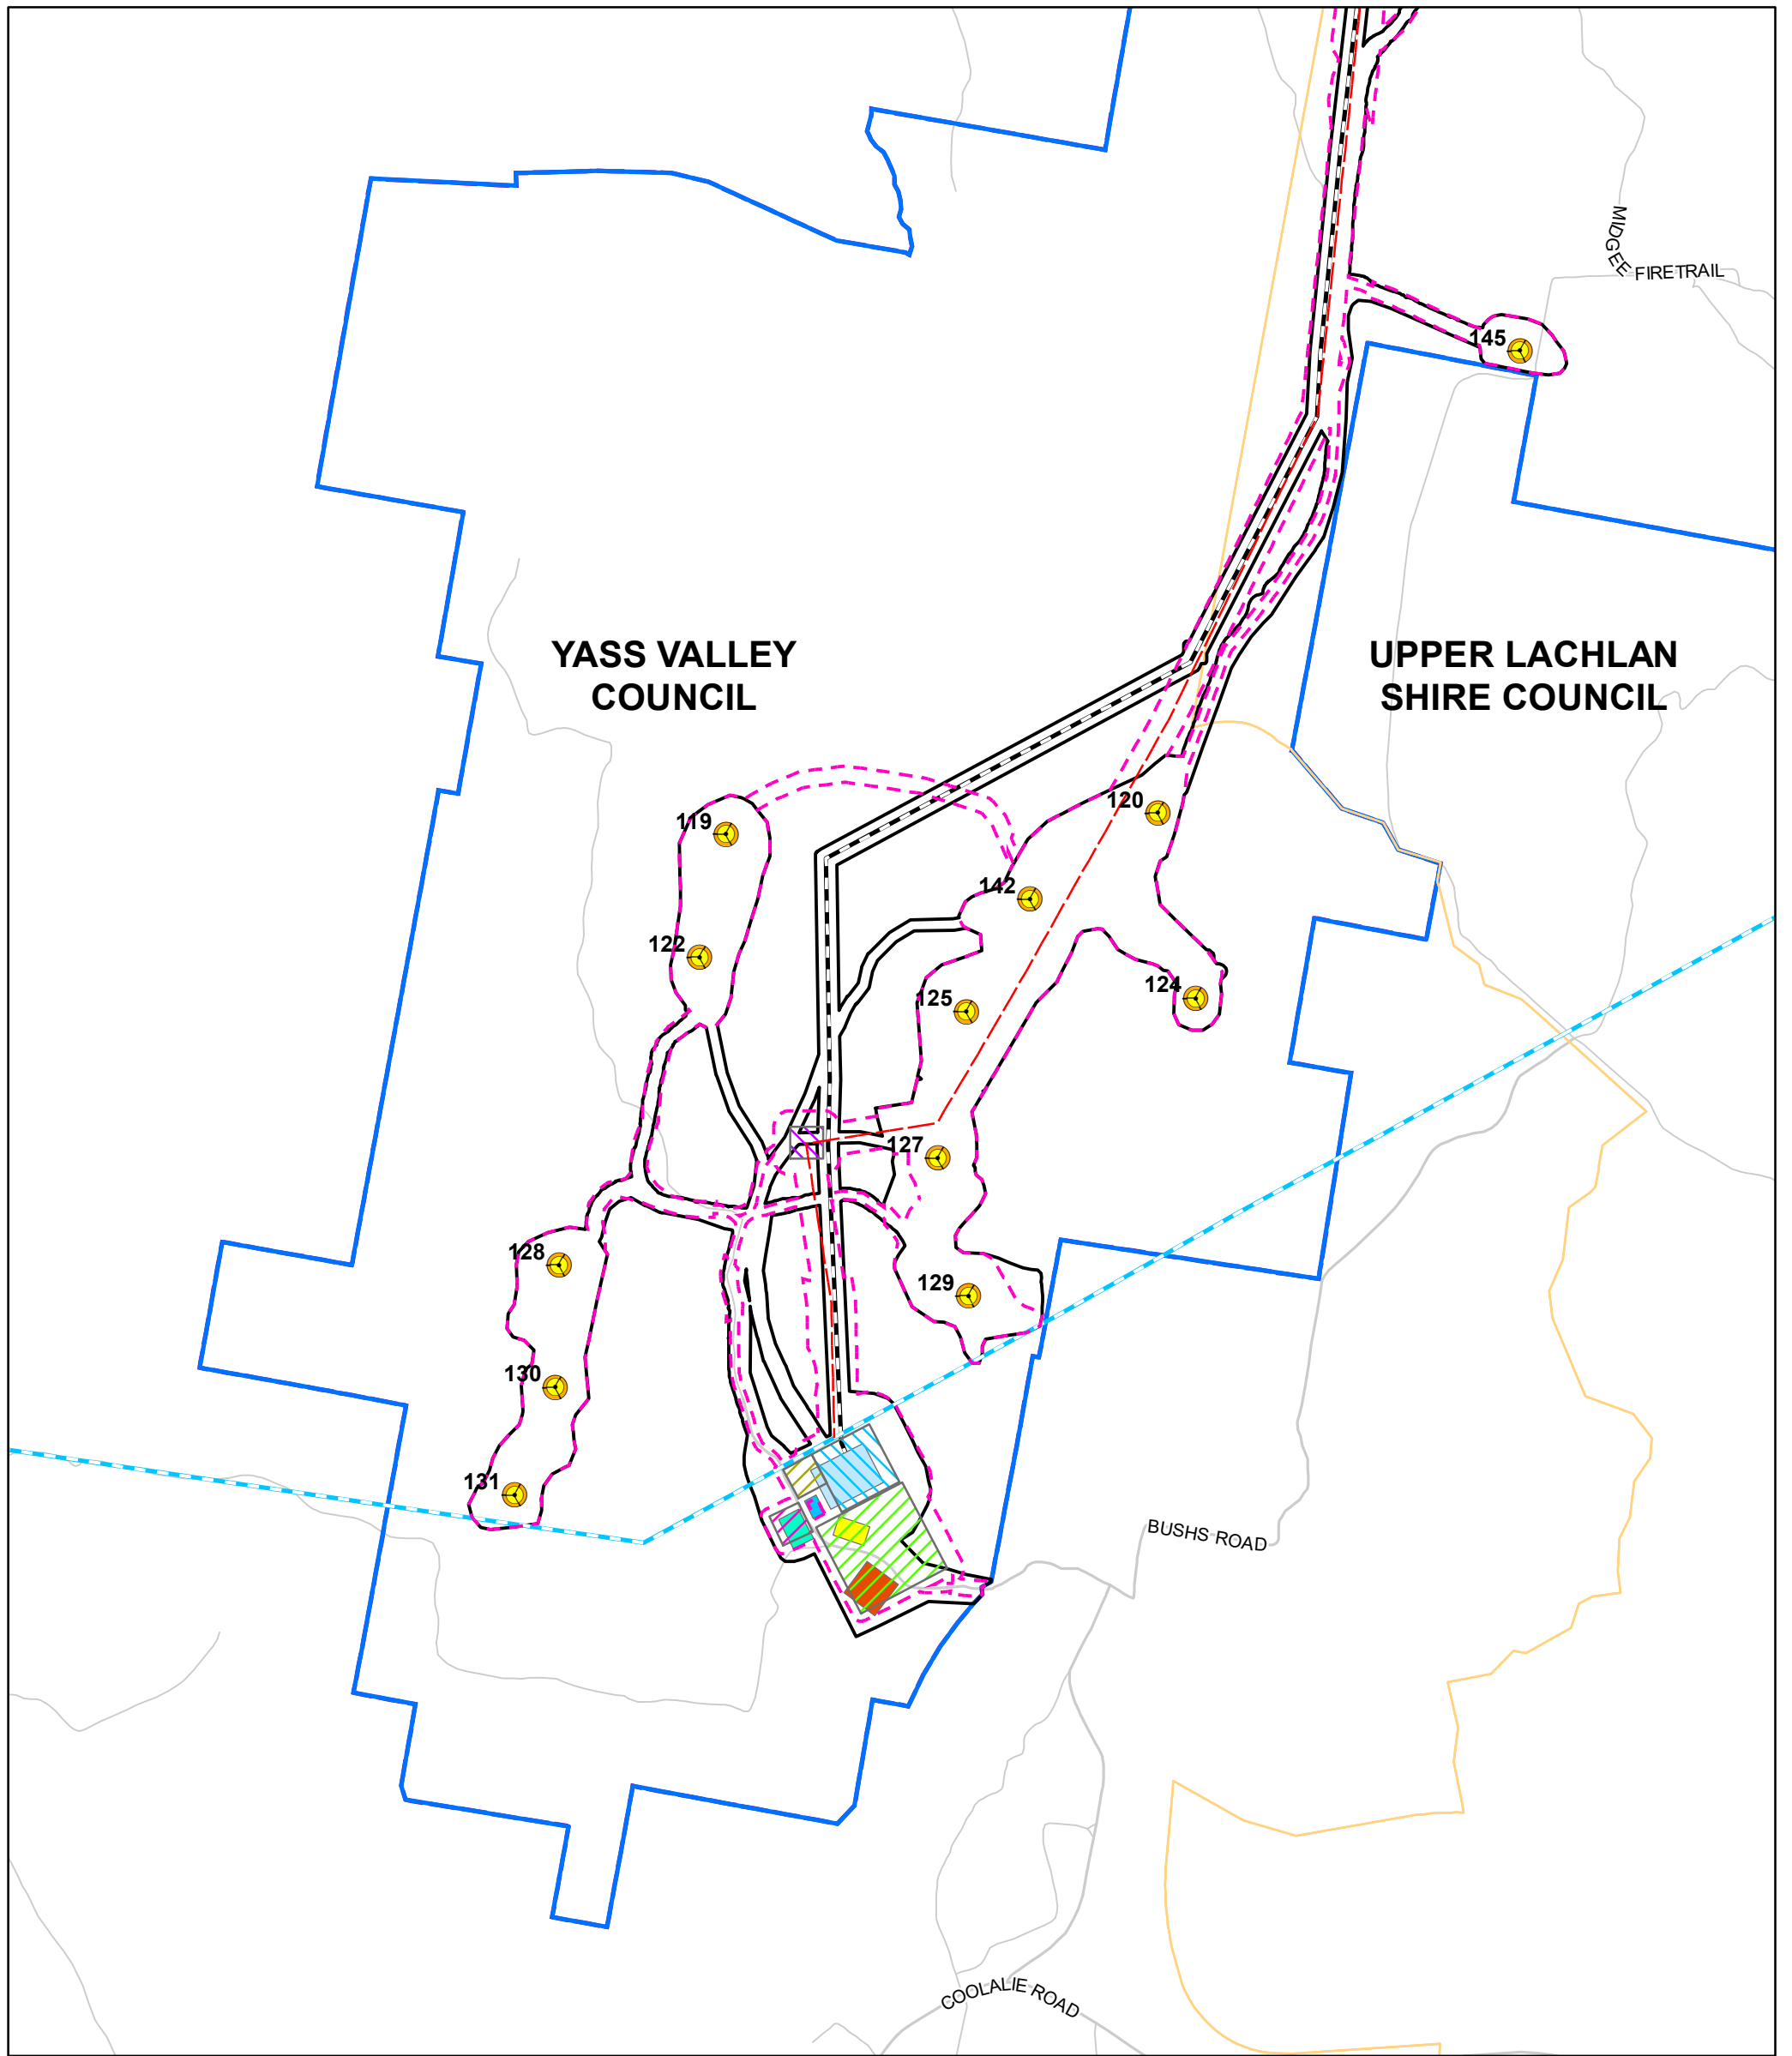 MIDGEE FIRETRAIL
145
YASS VALLEY
COUNCIL
UPPER LACHLAN
SHIRE COUNCIL
120
119
142
122
124
125
127
128
129
130
131
BUSHS ROAD
COOLALIE ROAD